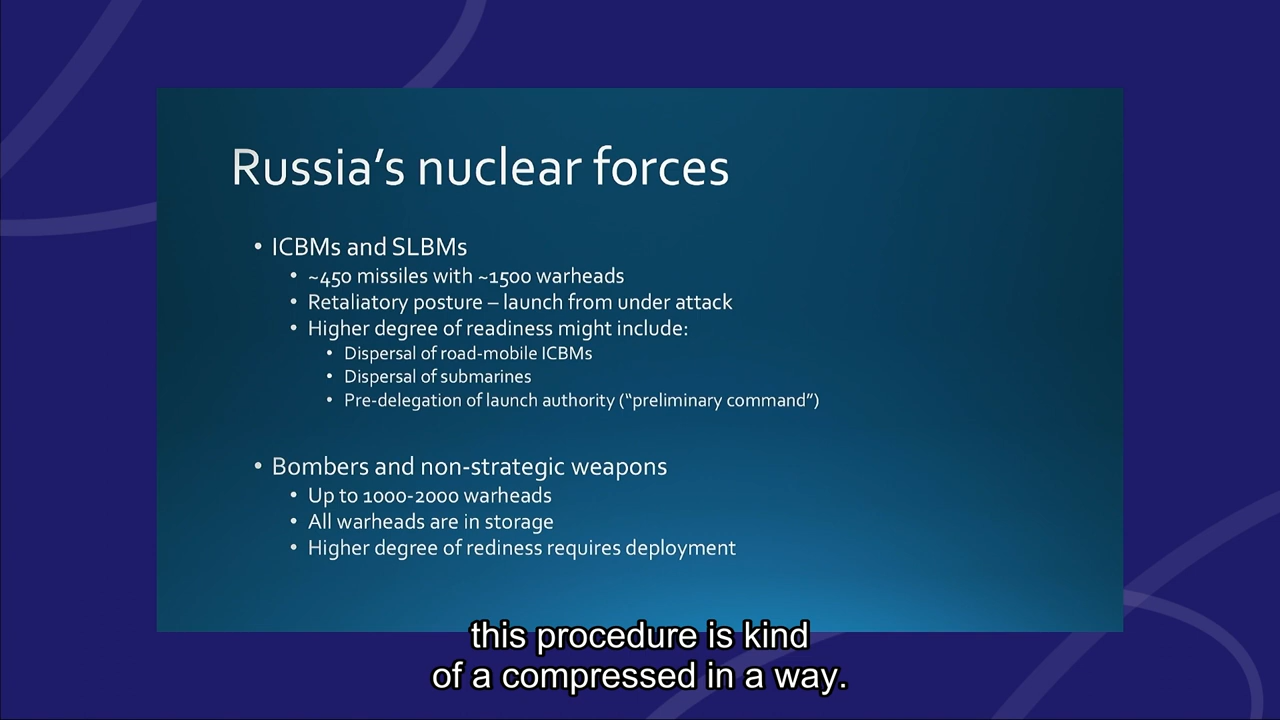 Russia's nuclear forces
• ICBMs and SLBMs
• ~450 missiles with ~1500 warheads
• Retaliatory posture – launch from under attack
• Higher degree of readiness might include:
• Dispersal of road-mobile ICBMs
• Dispersal of submarines
• Pre-delegation of launch authority (“preliminary command”)
• Bombers and non-strategic weapons
• Up to 1000-2000 warheads
• All warheads are in storage
• Higher degree of rediness requires deployment
this procedure is kind
of a compressed in a way.